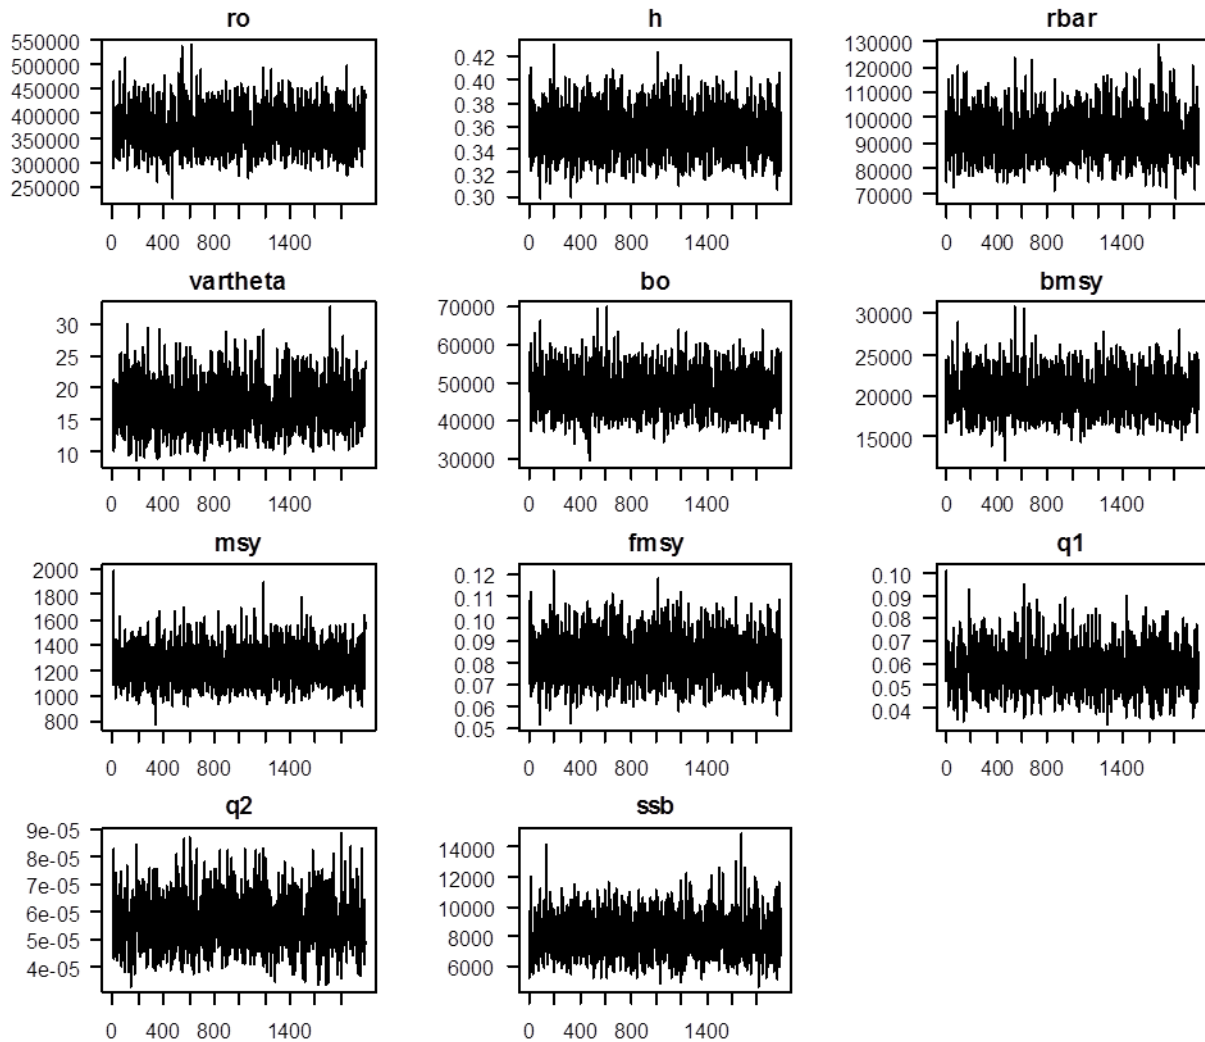 ro h rbar
550000
500000
450000
400000
350000
300000
250000
0 400 800 1400
0.42
0.40
0.38
0.36
0.34
0.32
0.30
0 400 800 1400
130000
120000
110000
100000
90000
80000
70000
0 400 800 1400
vartheta bo bmsy
30
25
20
15
10
0 400 800 1400
70000
60000
50000
40000
30000
0 400 800 1400
30000
25000
20000
15000
0 400 800 1400
msy fmsy q1
2000
1800
1600
1400
1200
1000
800
0 400 800 1400
0.12
0.11
0.10
0.09
0.08
0.07
0.06
0.05
0 400 800 1400
0.10
0.09
0.08
0.07
0.06
0.05
0.04
0 400 800 1400
q2 ssb
9e-05
8e-05
7e-05
6e-05
5e-05
4e-05
0 400 800 1400
14000
12000
10000
8000
6000
0 400 800 1400